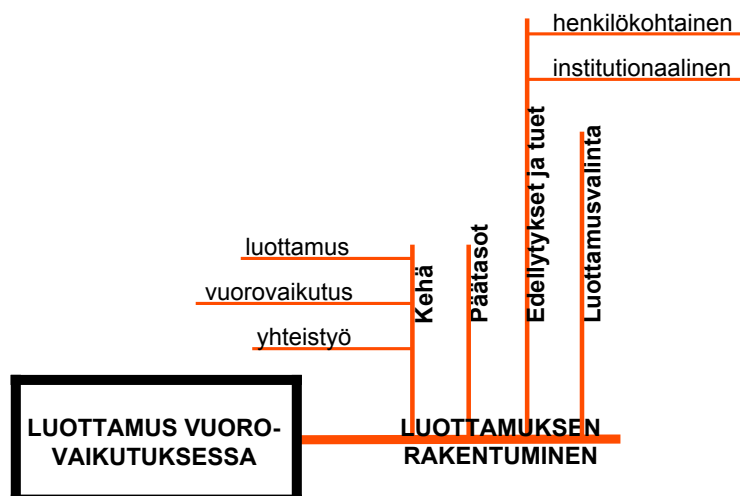 henkilökohtainen
institutionaalinen
luottamus
vuorovaikutus
yhteistyö
Kehä
Päätasot
Edellytykset ja tuet
Luottamusvalinta
LUOTTAMUS VUORO-
VAIKUTUKSESSA
LUOTTAMUKSEN
RAKENTUMINEN